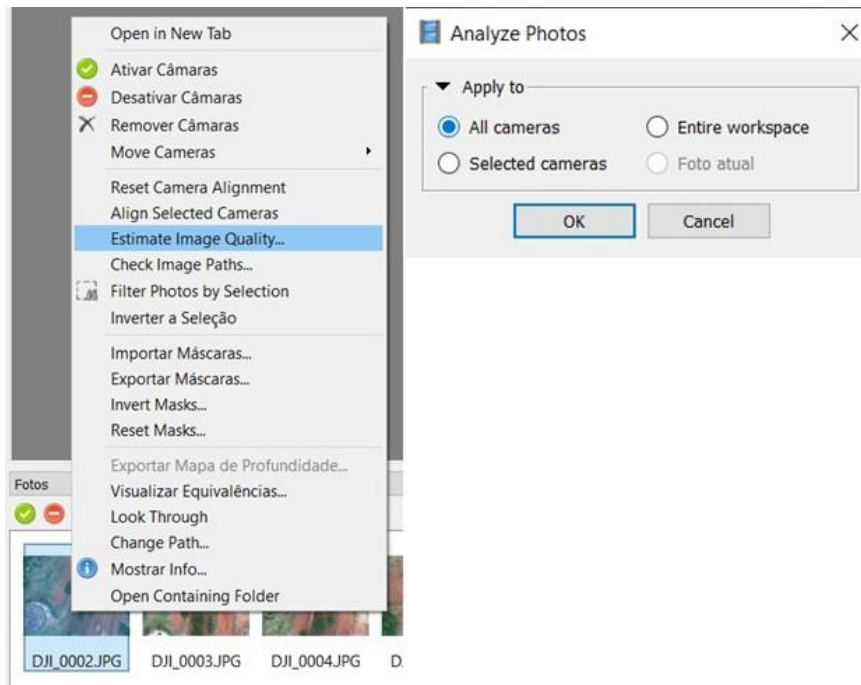 Open in New Tab
Ativar Câmaras
Desativar Câmaras
Remover Câmaras
Move Cameras
Reset Camera Alignment
Align Selected Cameras
Estimate Image Quality...
Check Image Paths...
Filter Photos by Selection
Inverter a Seleção
Importar Máscaras...
Exportar Máscaras...
Invert Masks...
Reset Masks...
Exportar Mapa de Profundidade...
Visualizar Equivalências...
Look Through
Change Path...
Mostrar Info...
Open Containing Folder
Fotos
DJI_0002.JPG DJI_0003.JPG DJI_0004.JPG D
Analyze Photos
Apply to
All cameras Entire workspace
Selected cameras Foto atual
OK Cancel